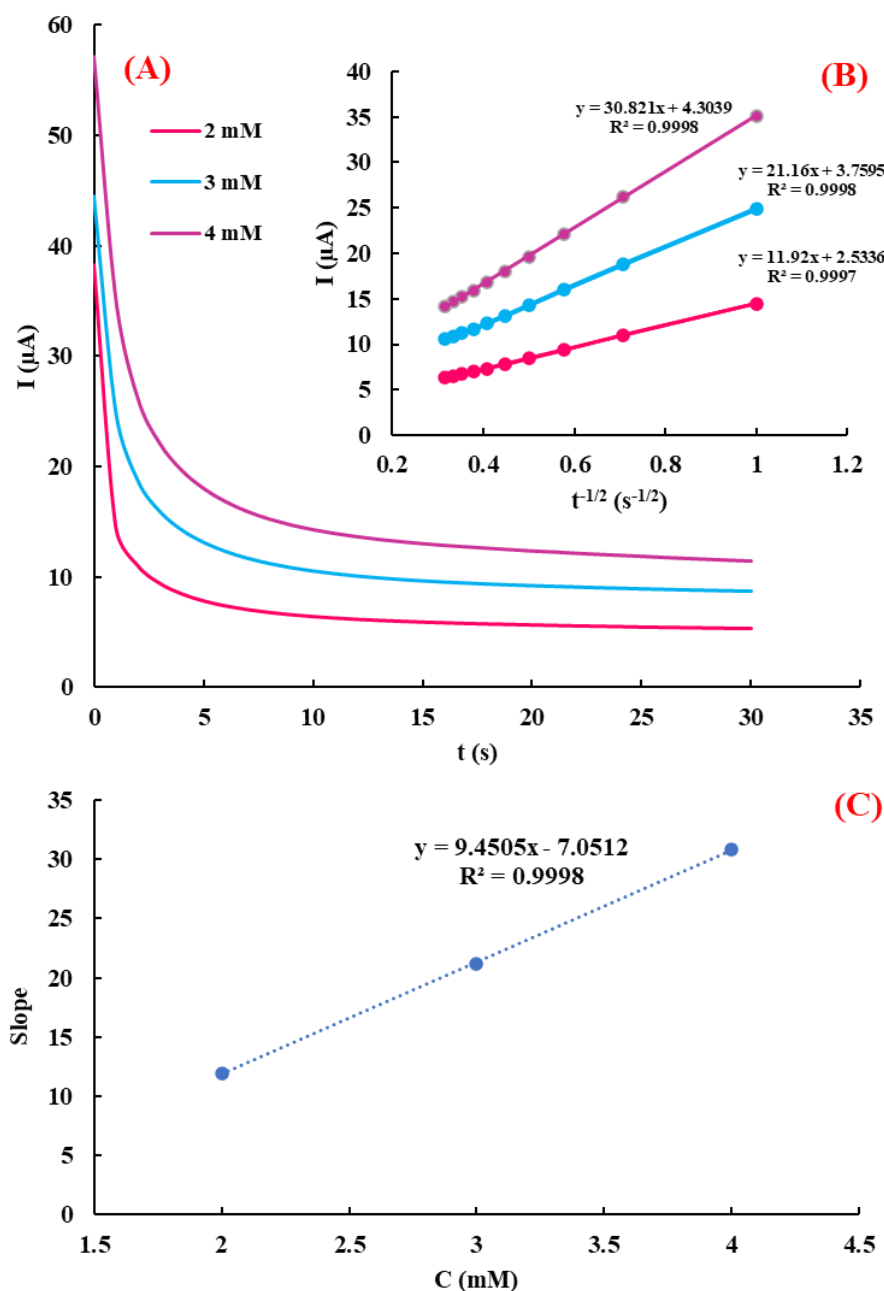 (A)
60
50
40
30
20
10
0
I (µA)
2 mM
3 mM
4 mM
0
5
10
15
20
25
30
35
t (s)
(B)
40
35
30
25
20
15
10
5
0
I (µA)
y = 30.821x + 4.3039
R² = 0.9998
y = 21.16x + 3.7595
R² = 0.9998
y = 11.92x + 2.5336
R² = 0.9997
0.2
0.4
0.6
0.8
1
1.2
t⁻¹/² (s⁻¹/²)
(C)
35
30
25
20
15
10
5
0
Slope
y = 9.4505x - 7.0512
R² = 0.9998
1.5
2
2.5
3
3.5
4
4.5
C (mM)